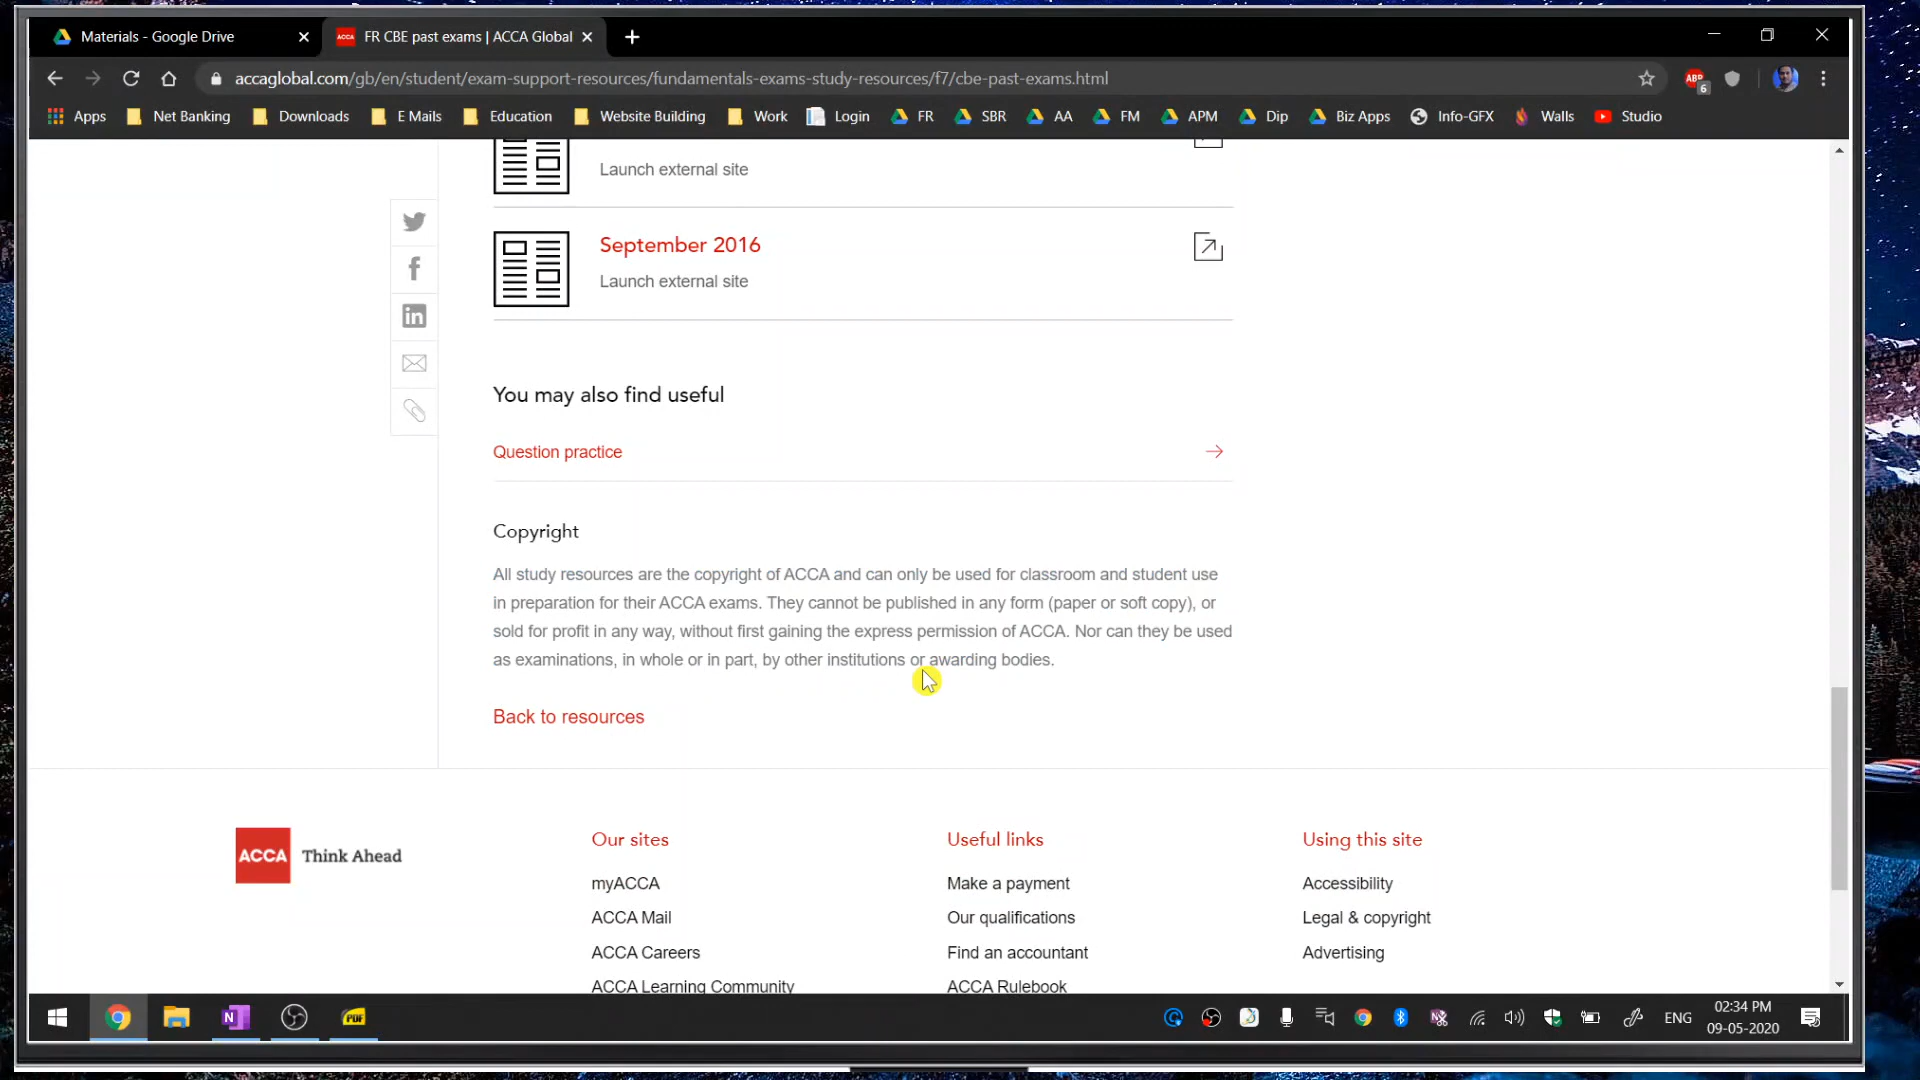 Materials - Google Drive
ACCA FR CBE past exams | ACCA Global
accaglobal.com/gb/en/student/exam-support-resources/fundamentals-exams-study-resources/f7/cbe-past-exams.html
ABP 6
Apps Net Banking Downloads E Mails Education Website Building Work Login FR SBR AA FM APM Dip Biz Apps Info-GFX Walls Studio
Launch external site
September 2016
Launch external site
You may also find useful
Question practice
Copyright
All study resources are the copyright of ACCA and can only be used for classroom and student use
in preparation for their ACCA exams. They cannot be published in any form (paper or soft copy), or
sold for profit in any way, without first gaining the express permission of ACCA. Nor can they be used
as examinations, in whole or in part, by other institutions or awarding bodies.
Back to resources
ACCA Think Ahead
Our sites
myACCA
ACCA Mail
ACCA Careers
ACCA Learning Community
Useful links
Make a payment
Our qualifications
Find an accountant
ACCA Rulebook
Using this site
Accessibility
Legal & copyright
Advertising
N PDF
ENG
02:34 PM
09-05-2020